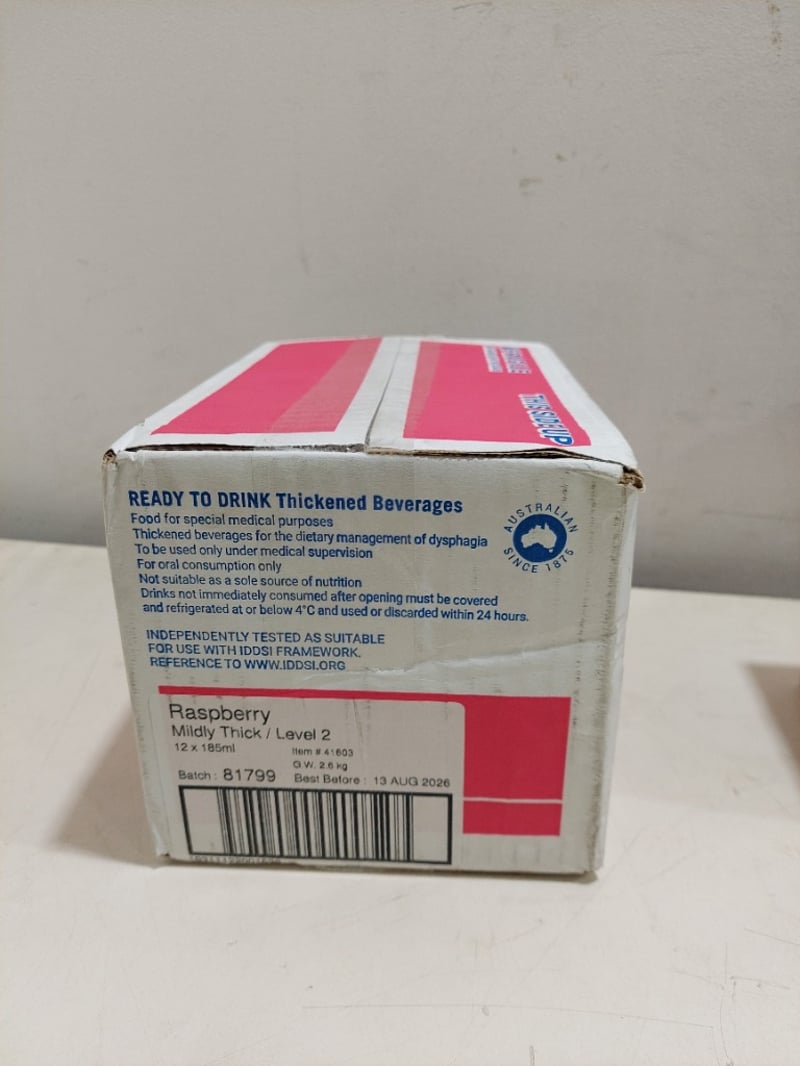 THIS SIDE UP
READY TO DRINK Thickened Beverages
Food for special medical purposes
Thickened beverages for the dietary management of dysphagia
To be used only under medical supervision
For oral consumption only
Not suitable as a sole source of nutrition
Drinks not immediately consumed after opening must be covered
and refrigerated at or below 4°C and used or discarded within 24 hours.
AUSTRALIAN
SINCE 1875
INDEPENDENTLY TESTED AS SUITABLE
FOR USE WITH IDDSI FRAMEWORK.
REFERENCE TO WWW.IDDSI.ORG
Raspberry
Mildly Thick / Level 2
12 x 185ml
Item # 41603
G.W. 2.6 kg
Batch : 81799
Best Before : 13 AUG 2026